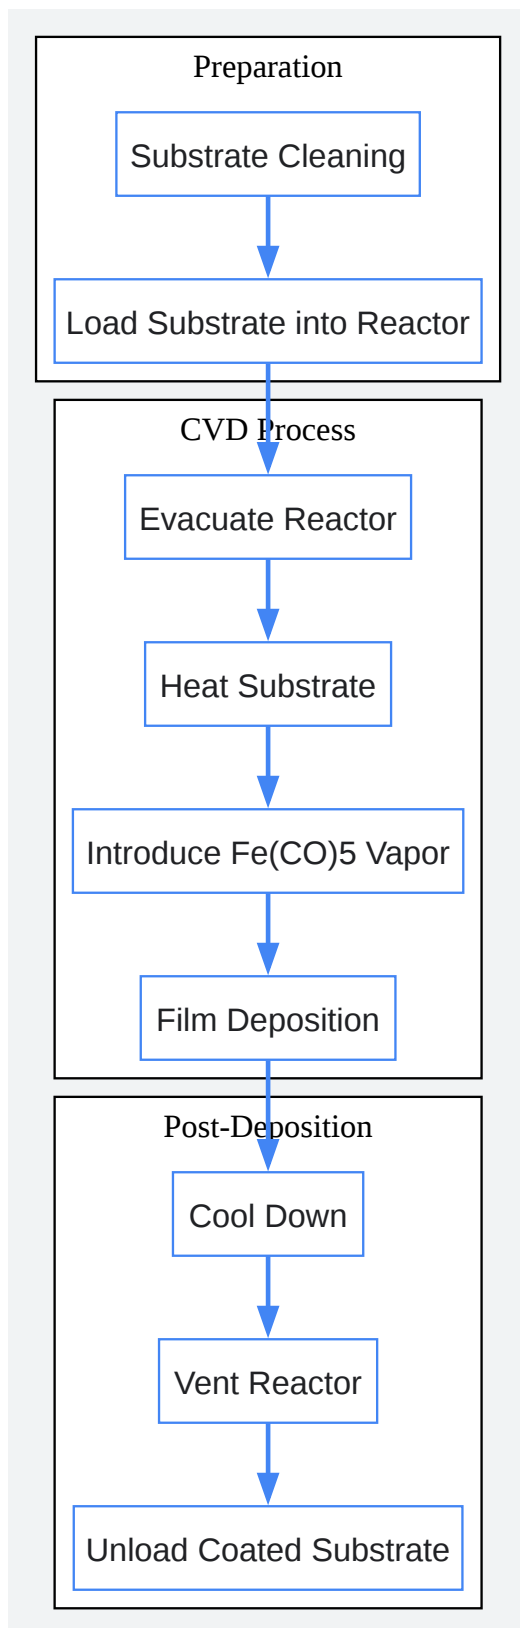 Preparation
Substrate Cleaning
Load Substrate into Reactor
CVD Process
Evacuate Reactor
Heat Substrate
Introduce Fe(CO)5 Vapor
Film Deposition
Post-Deposition
Cool Down
Vent Reactor
Unload Coated Substrate